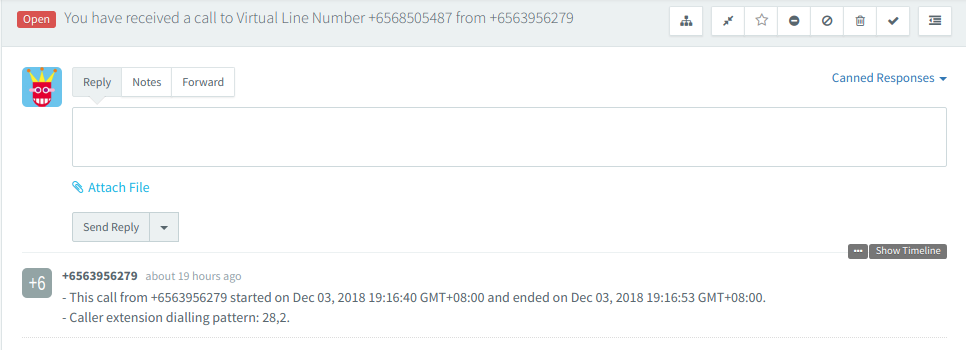 Open You have received a call to Virtual Line Number +6568505487 from +6563956279
Reply Notes Forward Canned Responses
Attach File
Send Reply
••• Show Timeline
+6 +6563956279 about 19 hours ago
- This call from +6563956279 started on Dec 03, 2018 19:16:40 GMT+08:00 and ended on Dec 03, 2018 19:16:53 GMT+08:00.
- Caller extension dialling pattern: 28,2.